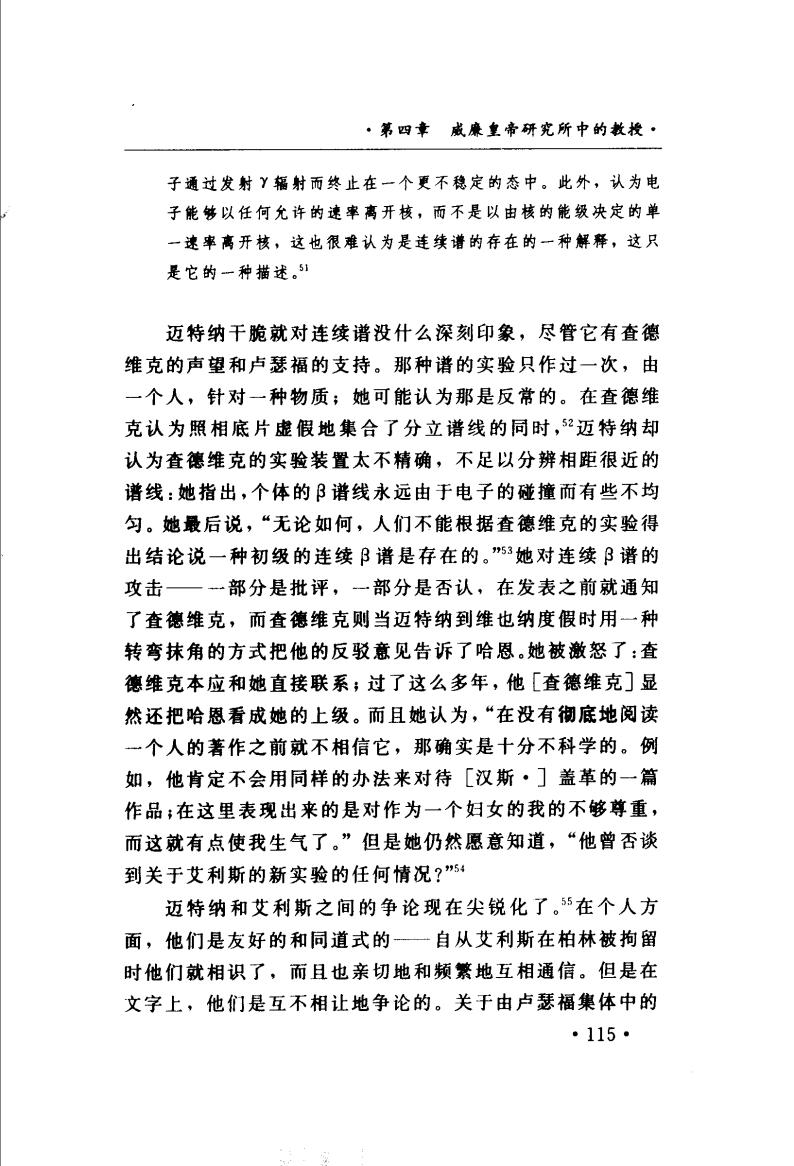 ·第四章　威廉皇帝研究所中的教授·
子通过发射γ辐射而终止在一个更不稳定的态中。此外，认为电
子能够以任何允许的速率离开核，而不是以由核的能级决定的单
一速率离开核，这也很难认为是连续谱的存在的一种解释，这只
是它的一种描述。51
迈特纳干脆就对连续谱没什么深刻印象，尽管它有查德
维克的声望和卢瑟福的支持。那种谱的实验只作过一次，由
一个人，针对一种物质；她可能认为那是反常的。在查德维
克认为照相底片虚假地集合了分立谱线的同时，52迈特纳却
认为查德维克的实验装置太不精确，不足以分辨相距很近的
谱线：她指出，个体的β谱线永远由于电子的碰撞而有些不均
匀。她最后说，“无论如何，人们不能根据查德维克的实验得
出结论说一种初级的连续β谱是存在的。”53她对连续β谱的
攻击——一部分是批评，一部分是否认，在发表之前就通知
了查德维克，而查德维克则当迈特纳到维也纳度假时用一种
转弯抹角的方式把他的反驳意见告诉了哈恩。她被激怒了：查
德维克本应和她直接联系；过了这么多年，他［查德维克］显
然还把哈恩看成她的上级。而且她认为，“在没有彻底地阅读
一个人的著作之前就不相信它，那确实是十分不科学的。例
如，他肯定不会用同样的办法来对待［汉斯·］盖革的一篇
作品；在这里表现出来的是对作为一个妇女的我的不够尊重，
而这就有点使我生气了。”但是她仍然愿意知道，“他曾否谈
到关于艾利斯的新实验的任何情况？”54
迈特纳和艾利斯之间的争论现在尖锐化了。55在个人方
面，他们是友好的和同道式的——自从艾利斯在柏林被拘留
时他们就相识了，而且也亲切地和频繁地互相通信。但是在
文字上，他们是互不相让地争论的。关于由卢瑟福集体中的
·115·